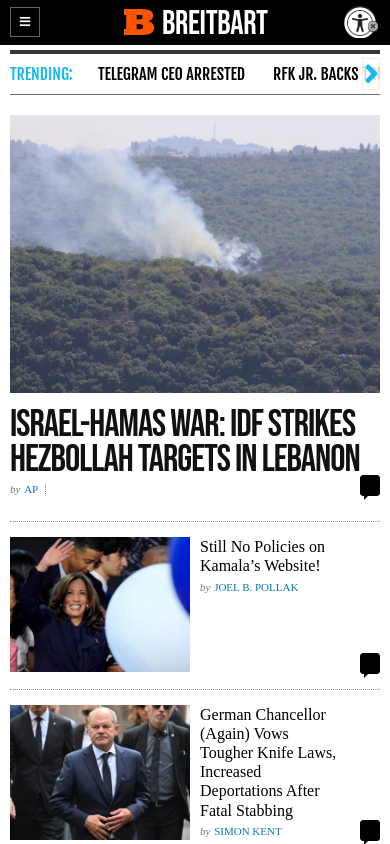 B BREITBART
TRENDING: TELEGRAM CEO ARRESTED RFK JR. BACKS
ISRAEL-HAMAS WAR: IDF STRIKES
HEZBOLLAH TARGETS IN LEBANON
by AP
Still No Policies on
Kamala’s Website!
by JOEL B. POLLAK
German Chancellor
(Again) Vows
Tougher Knife Laws,
Increased
Deportations After
Fatal Stabbing
by SIMON KENT